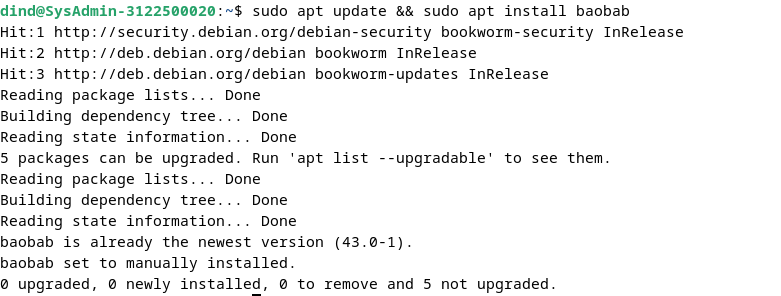 dind@SysAdmin-3122500020:~$ sudo apt update && sudo apt install baobab
Hit:1 http://security.debian.org/debian-security bookworm-security InRelease
Hit:2 http://deb.debian.org/debian bookworm InRelease
Hit:3 http://deb.debian.org/debian bookworm-updates InRelease
Reading package lists... Done
Building dependency tree... Done
Reading state information... Done
5 packages can be upgraded. Run 'apt list --upgradable' to see them.
Reading package lists... Done
Building dependency tree... Done
Reading state information... Done
baobab is already the newest version (43.0-1).
baobab set to manually installed.
0 upgraded, 0 newly installed, 0 to remove and 5 not upgraded.